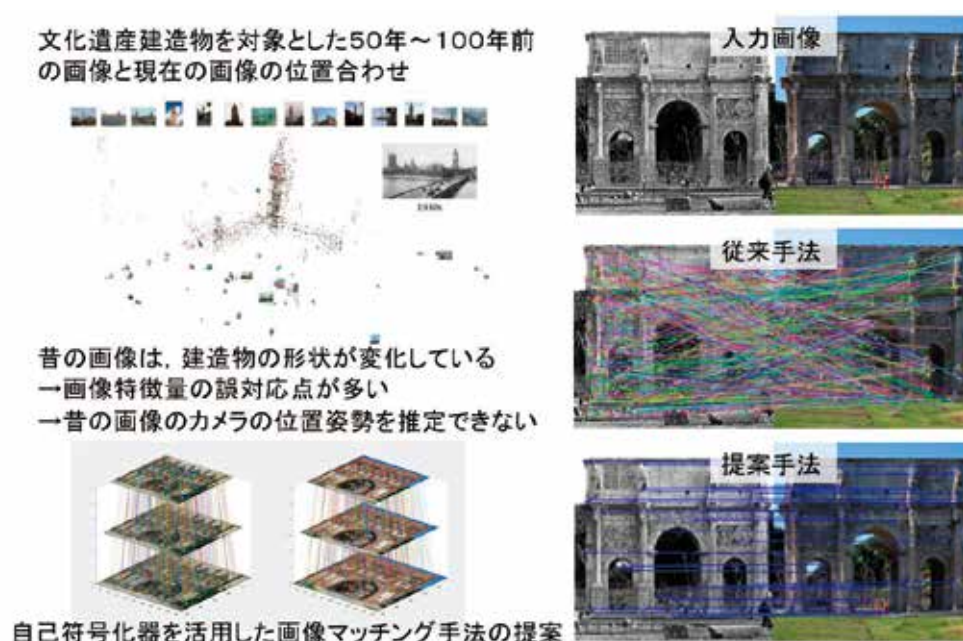 文化遺産建造物を対象とした50年～100年前
の画像と現在の画像の位置合わせ
昔の画像は，建造物の形状が変化している
→画像特徴量の誤対応点が多い
→昔の画像のカメラの位置姿勢を推定できない
自己符号化器を活用した画像マッチング手法の提案
入力画像
従来手法
提案手法